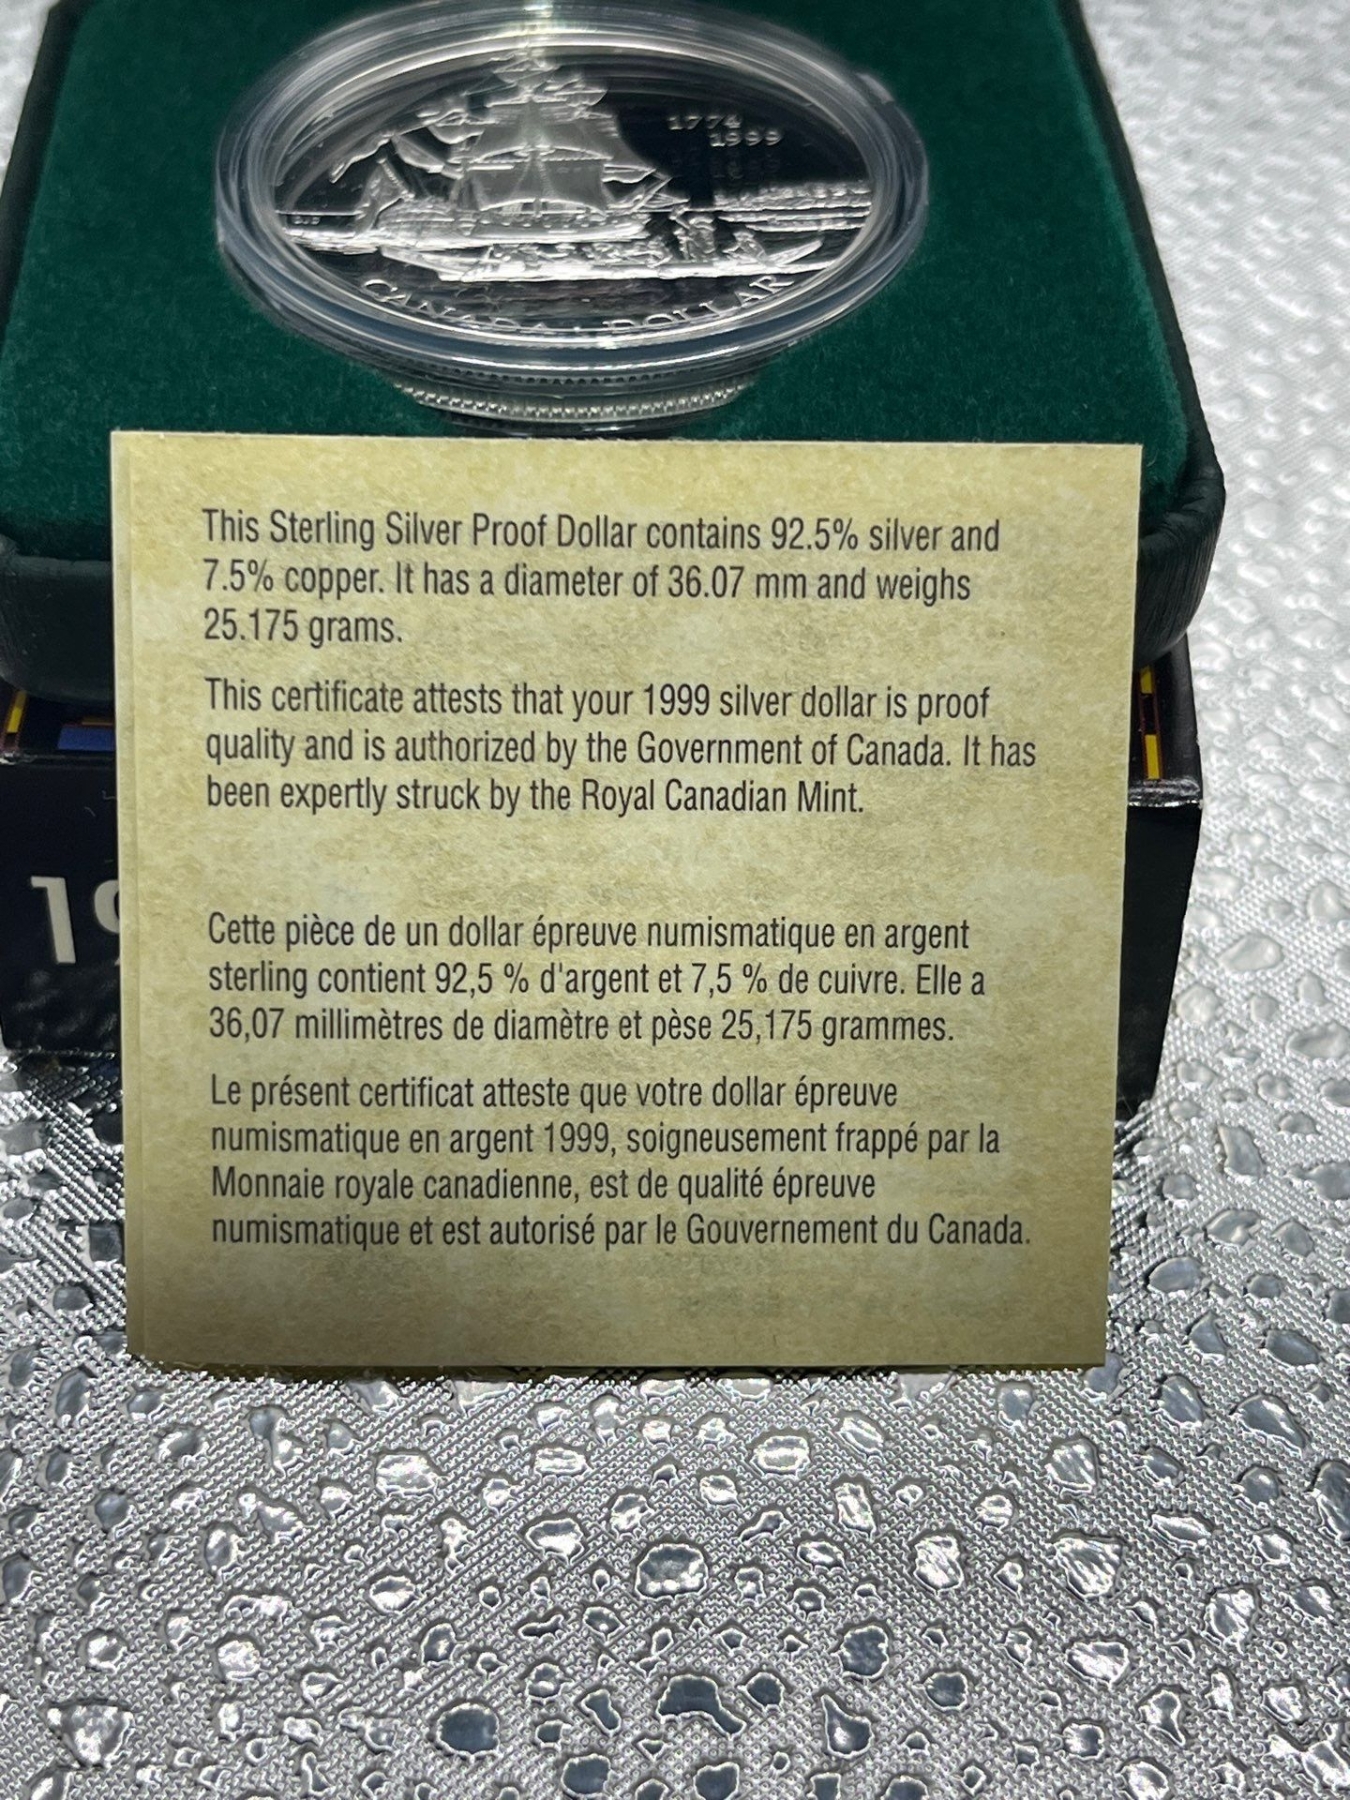 1774
1999
CANADA DOLLAR
This Sterling Silver Proof Dollar contains 92.5% silver and
7.5% copper. It has a diameter of 36.07 mm and weighs
25.175 grams.
This certificate attests that your 1999 silver dollar is proof
quality and is authorized by the Government of Canada. It has
been expertly struck by the Royal Canadian Mint.
Cette pièce de un dollar épreuve numismatique en argent
sterling contient 92,5 % d'argent et 7,5 % de cuivre. Elle a
36,07 millimètres de diamètre et pèse 25,175 grammes.
Le présent certificat atteste que votre dollar épreuve
numismatique en argent 1999, soigneusement frappé par la
Monnaie royale canadienne, est de qualité épreuve
numismatique et est autorisé par le Gouvernement du Canada.